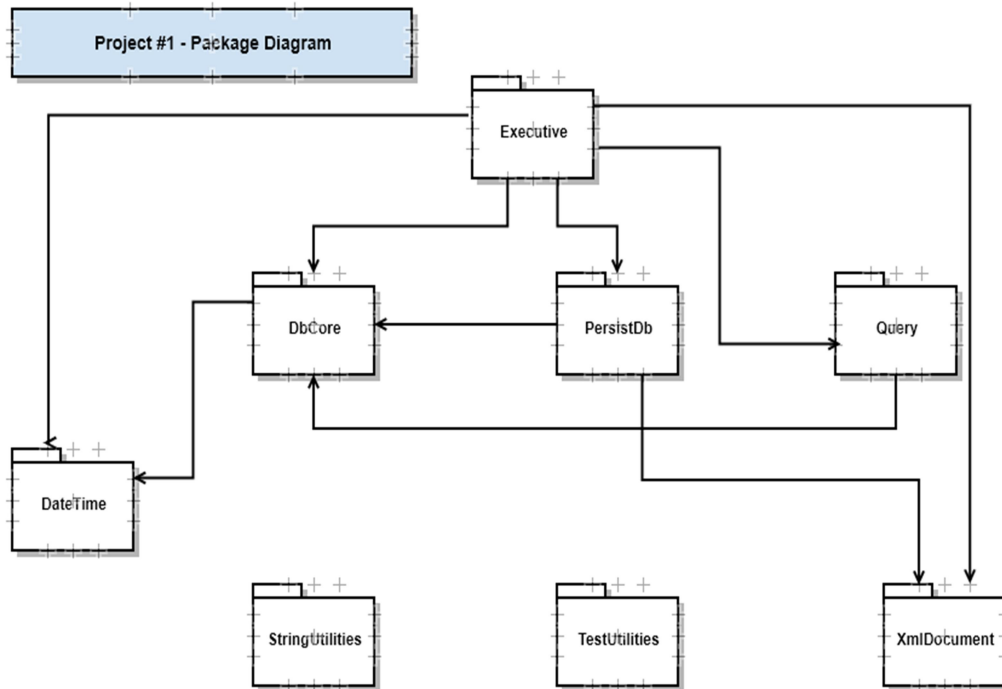 Project #1 - Package Diagram
Executive
DbCore
PersistDb
Query
DateTime
StringUtilities
TestUtilities
XmlDocument